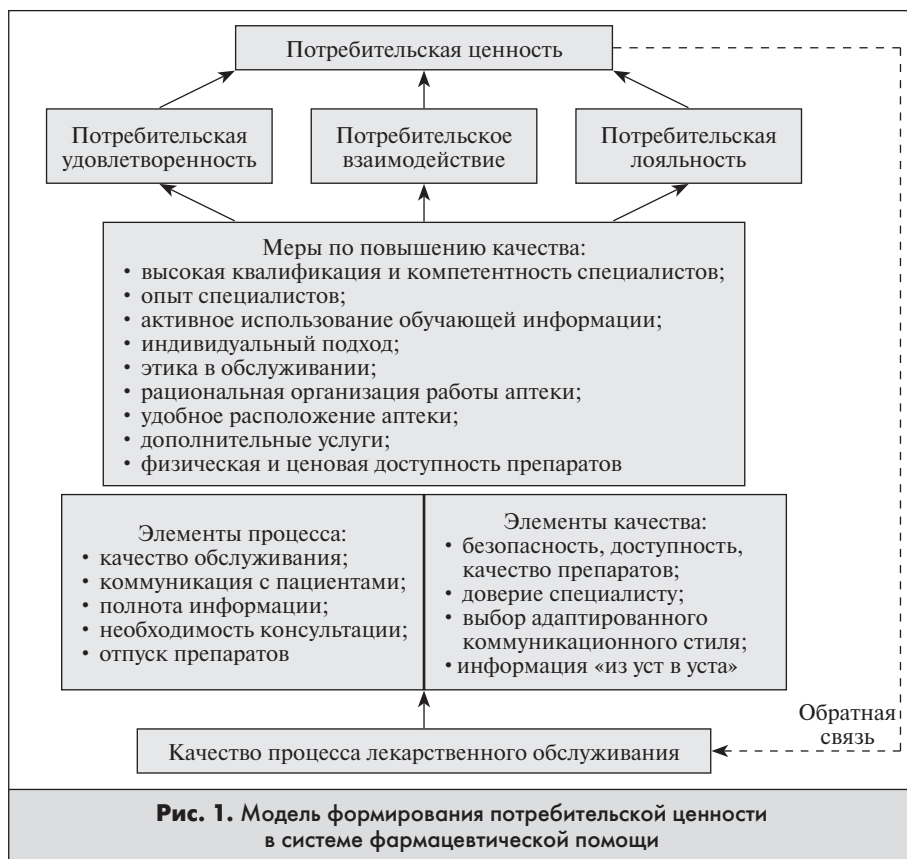 Потребительская ценность
Потребительская
удовлетворенность
Потребительское
взаимодействие
Потребительская
лояльность
Меры по повышению качества:
• высокая квалификация и компетентность специалистов;
• опыт специалистов;
• активное использование обучающей информации;
• индивидуальный подход;
• этика в обслуживании;
• рациональная организация работы аптеки;
• удобное расположение аптеки;
• дополнительные услуги;
• физическая и ценовая доступность препаратов
Элементы процесса:
• качество обслуживания;
• коммуникация с пациентами;
• полнота информации;
• необходимость консультации;
• отпуск препаратов
Элементы качества:
• безопасность, доступность,
качество препаратов;
• доверие специалисту;
• выбор адаптированного
коммуникационного стиля;
• информация «из уст в уста»
Обратная
связь
Качество процесса лекарственного обслуживания
Рис. 1. Модель формирования потребительской ценности
в системе фармацевтической помощи